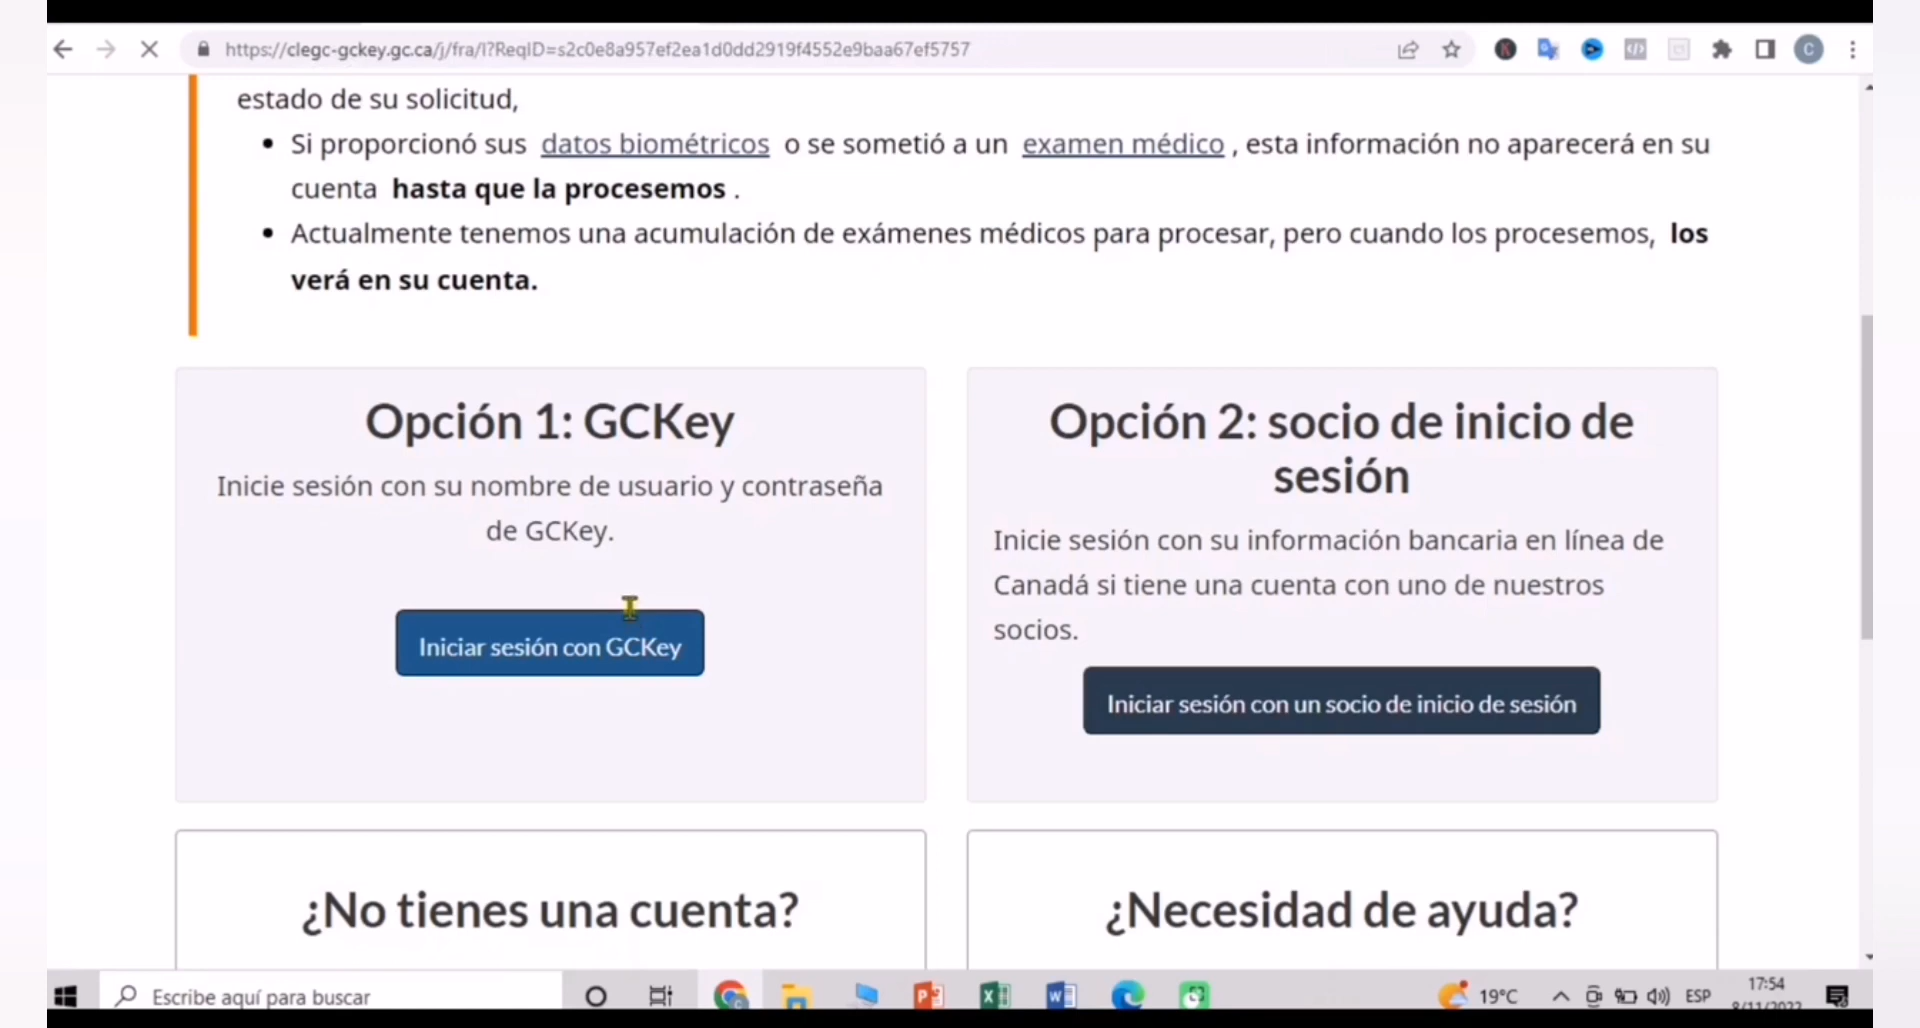 https://clegc-gckey.gc.ca/j/fra/l?ReqID=s2c0e8a957ef2ea1d0dd2919f4552e9baa67ef5757
C
estado de su solicitud,
Si proporcionó sus datos biométricos o se sometió a un examen médico , esta información no aparecerá en su
cuenta hasta que la procesemos .
Actualmente tenemos una acumulación de exámenes médicos para procesar, pero cuando los procesemos, los
verá en su cuenta.
Opción 1: GCKey
Inicie sesión con su nombre de usuario y contraseña
de GCKey.
Iniciar sesión con GCKey
Opción 2: socio de inicio de
sesión
Inicie sesión con su información bancaria en línea de
Canadá si tiene una cuenta con uno de nuestros
socios.
Iniciar sesión con un socio de inicio de sesión
¿No tienes una cuenta?
¿Necesidad de ayuda?
Escribe aquí para buscar
19°C
ESP
17:54
8/11/2022